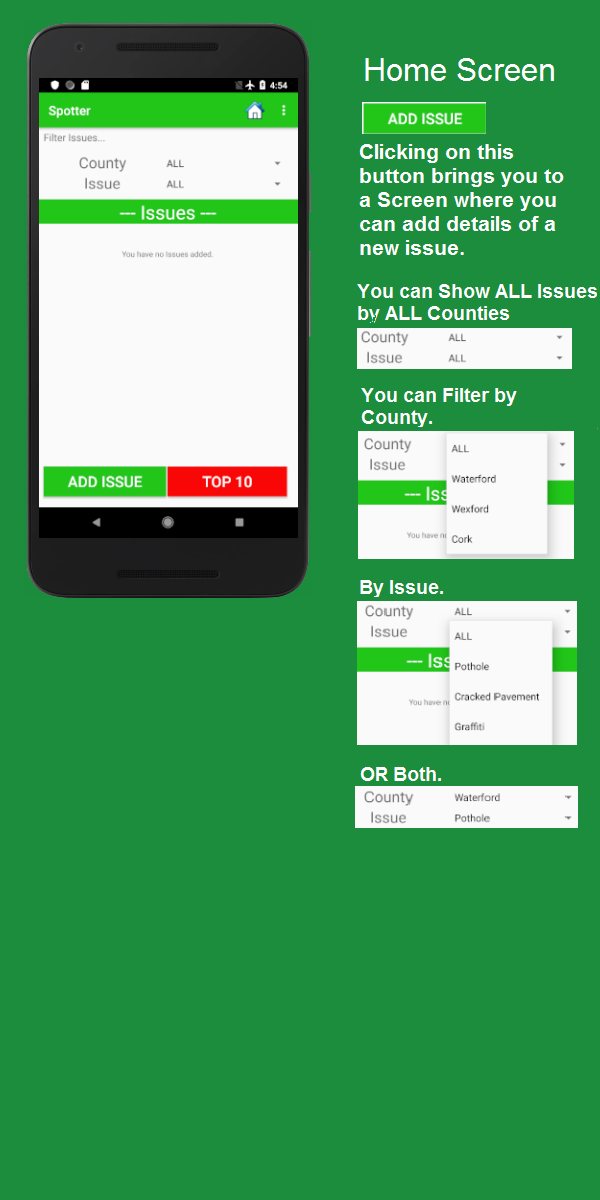 4:54
Spotter
Filter Issues...
County ALL
Issue ALL
--- Issues ---
You have no Issues added.
ADD ISSUE TOP 10
Home Screen
ADD ISSUE
Clicking on this
button brings you to
a Screen where you
can add details of a
new issue.
You can Show ALL Issues
by ALL Counties
County ALL
Issue ALL
You can Filter by
County.
County ALL
Issue
Waterford
--- Iss
Wexford
You have n
Cork
By Issue.
County ALL
Issue ALL
--- Iss Pothole
Cracked Pavement
You have n
Graffiti
OR Both.
County Waterford
Issue Pothole